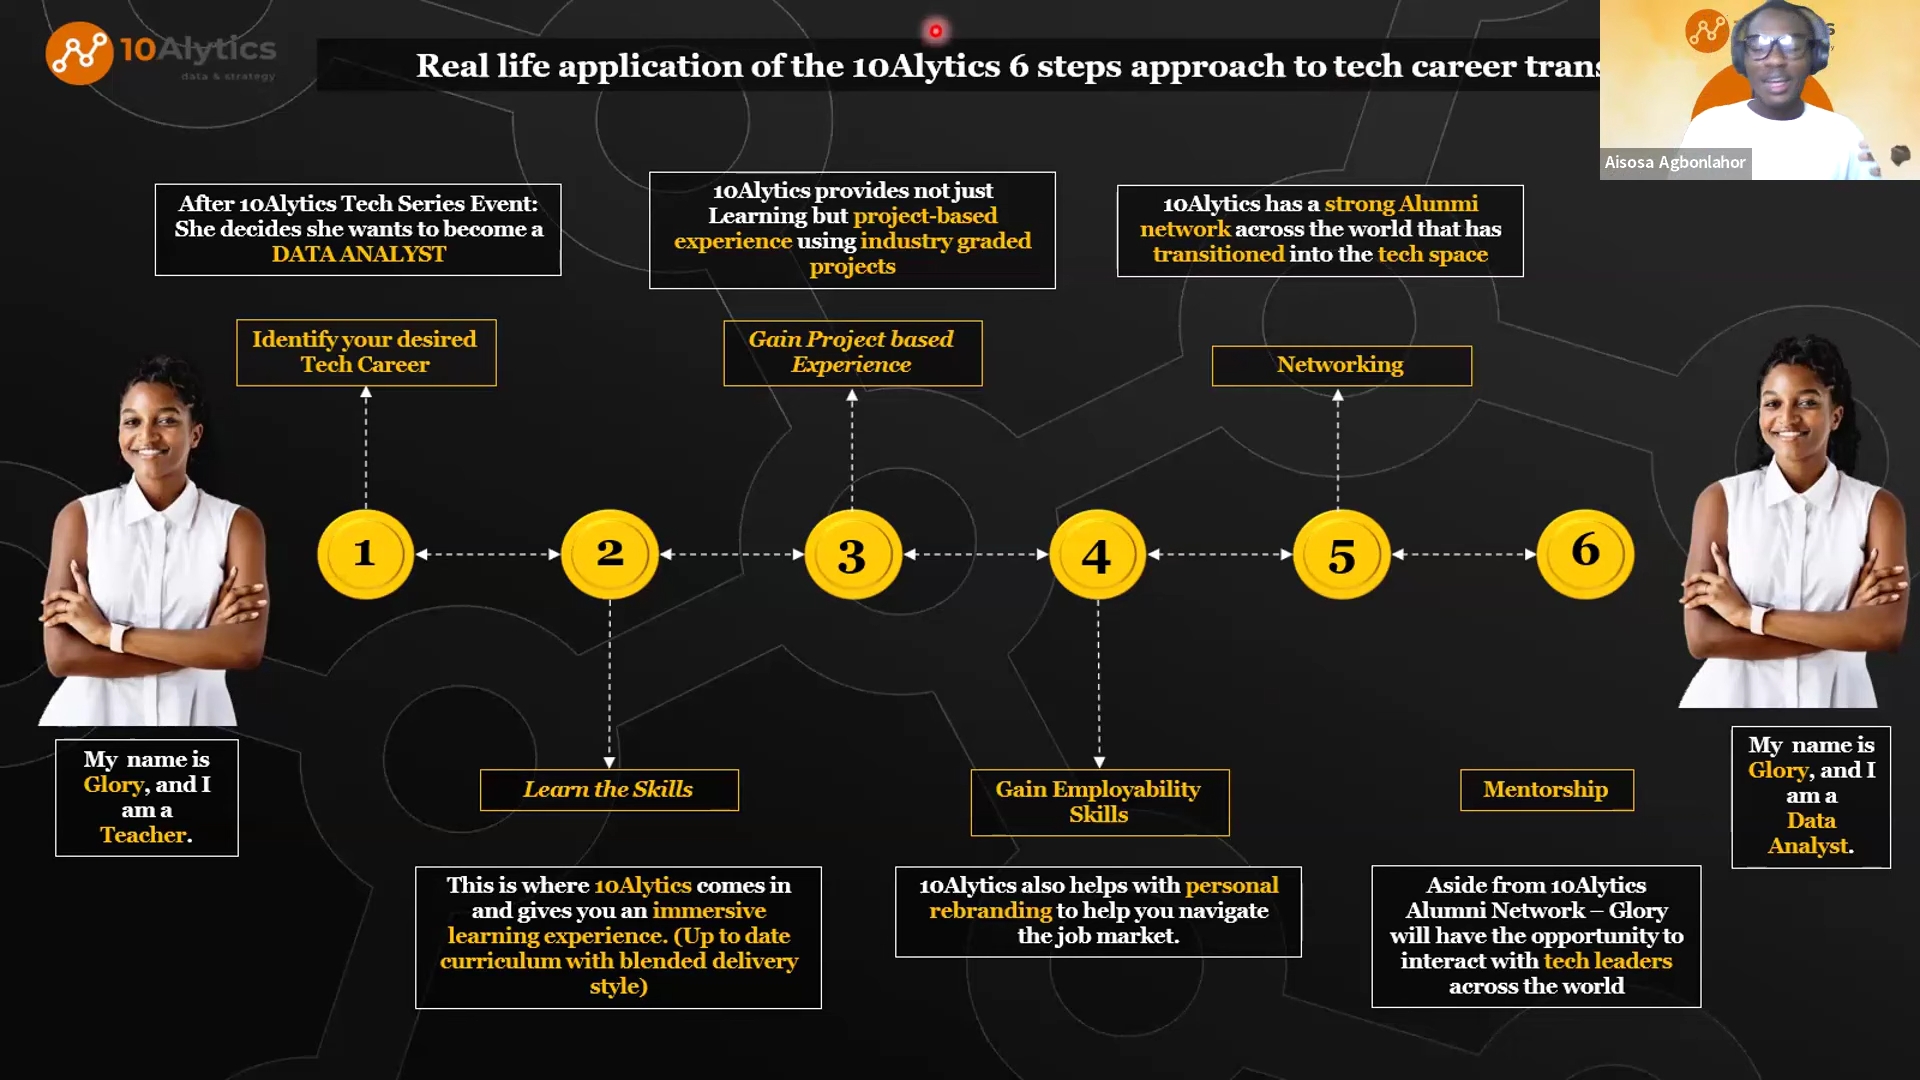 10Alytics
data & strategy
Real life application of the 10Alytics 6 steps approach to tech career trans
Aisosa Agbonlahor
After 10Alytics Tech Series Event:
She decides she wants to become a
DATA ANALYST
10Alytics provides not just
Learning but project-based
experience using industry graded
projects
10Alytics has a strong Alunmi
network across the world that has
transitioned into the tech space
Identify your desired
Tech Career
Gain Project based
Experience
Networking
1
2
3
4
5
6
My name is
Glory, and I
am a
Teacher.
My name is
Glory, and I
am a
Data
Analyst.
Learn the Skills
Gain Employability
Skills
Mentorship
This is where 10Alytics comes in
and gives you an immersive
learning experience. (Up to date
curriculum with blended delivery
style)
10Alytics also helps with personal
rebranding to help you navigate
the job market.
Aside from 10Alytics
Alumni Network – Glory
will have the opportunity to
interact with tech leaders
across the world